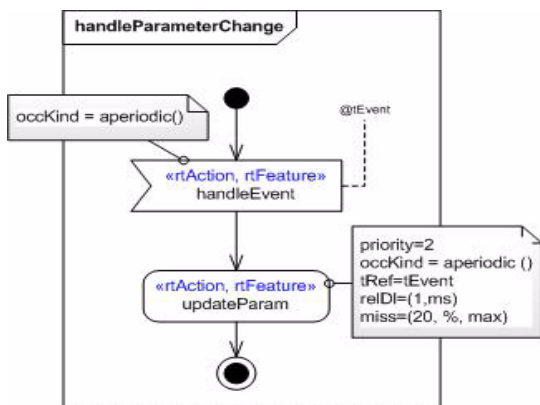 handleParameterChange
occKind = aperiodic()
@tEvent
«rtAction, rtFeature»
handleEvent
priority=2
occKind = aperiodic ()
tRef=tEvent
relDl=(1,ms)
miss=(20, %, max)
«rtAction, rtFeature»
updateParam